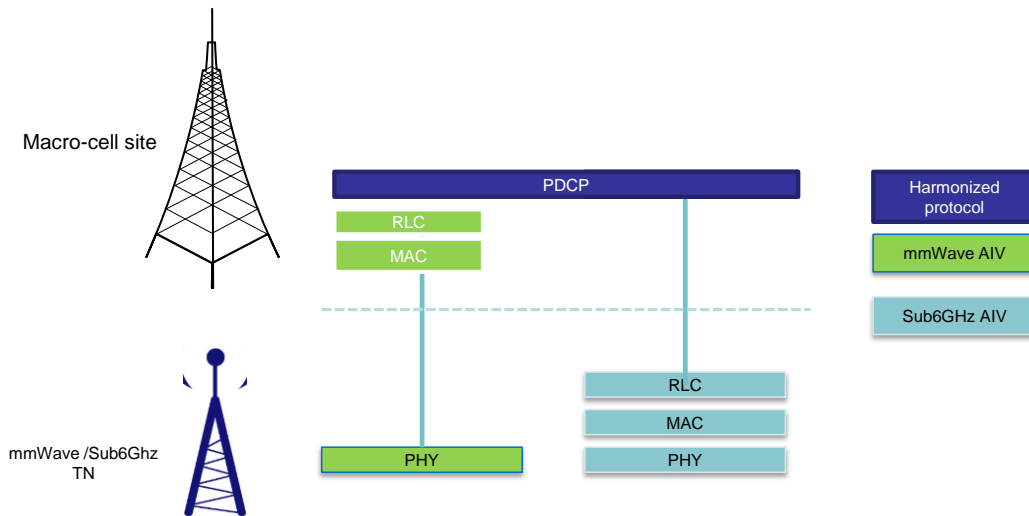 Macro-cell site
PDCP
RLC
MAC
Harmonized
protocol
mmWave AIV
Sub6GHz AIV
RLC
MAC
PHY
PHY
mmWave /Sub6Ghz
TN